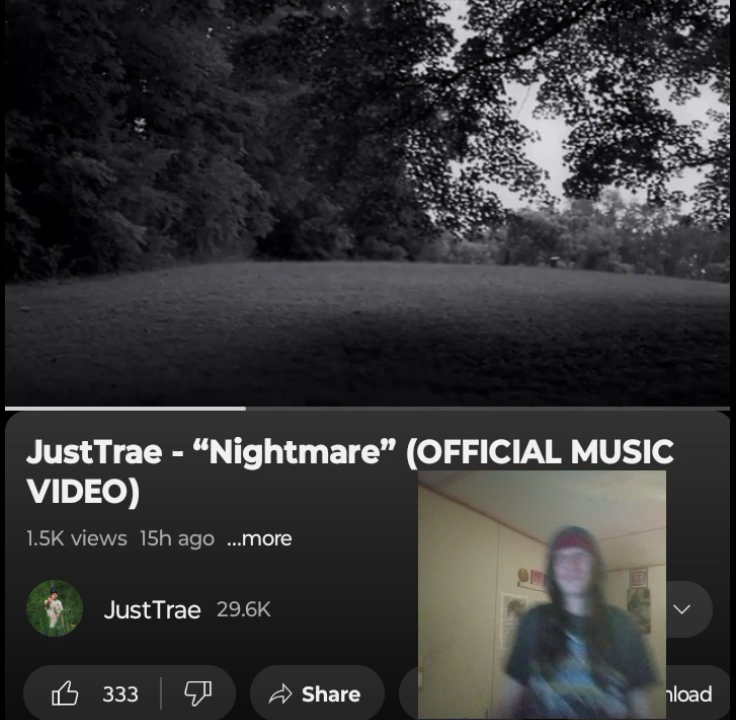 JustTrae - “Nightmare” (OFFICIAL MUSIC
VIDEO)
1.5K views 15h ago ...more
JustTrae 29.6K
333 Share nload